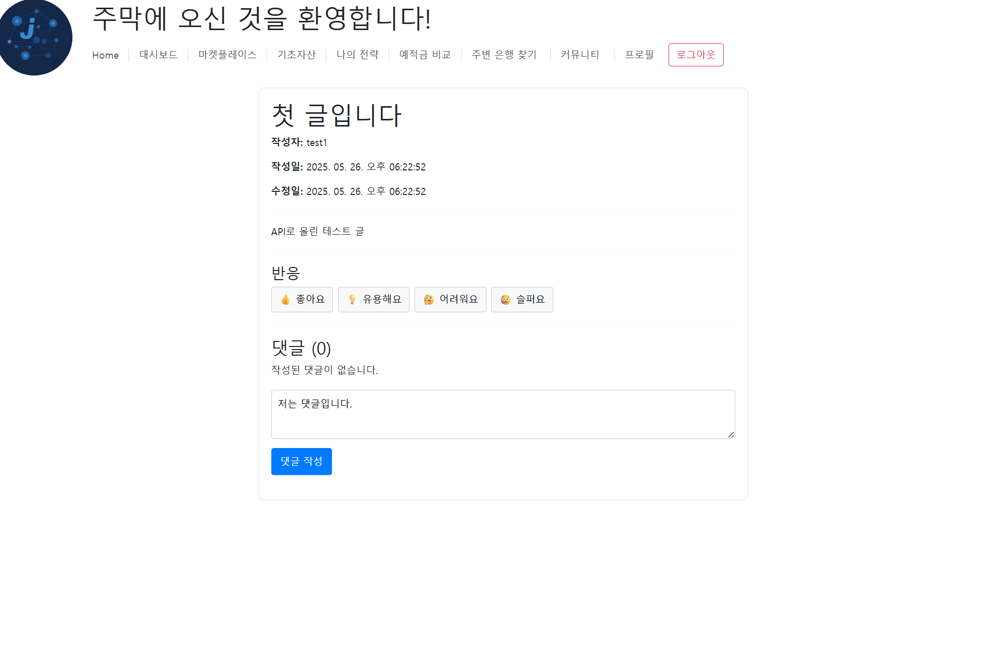 j
주막에 오신 것을 환영합니다!
Home 대시보드 마켓플레이스 기초자산 나의 전략 예적금 비교 주변 은행 찾기 커뮤니티 프로필 로그아웃
첫 글입니다
작성자: test1
작성일: 2025. 05. 26. 오후 06:22:52
수정일: 2025. 05. 26. 오후 06:22:52
API로 올린 테스트 글
반응
👍 좋아요 💡 유용해요 🤔 어려워요 😢 슬퍼요
댓글 (0)
작성된 댓글이 없습니다.
저는 댓글입니다.
댓글 작성